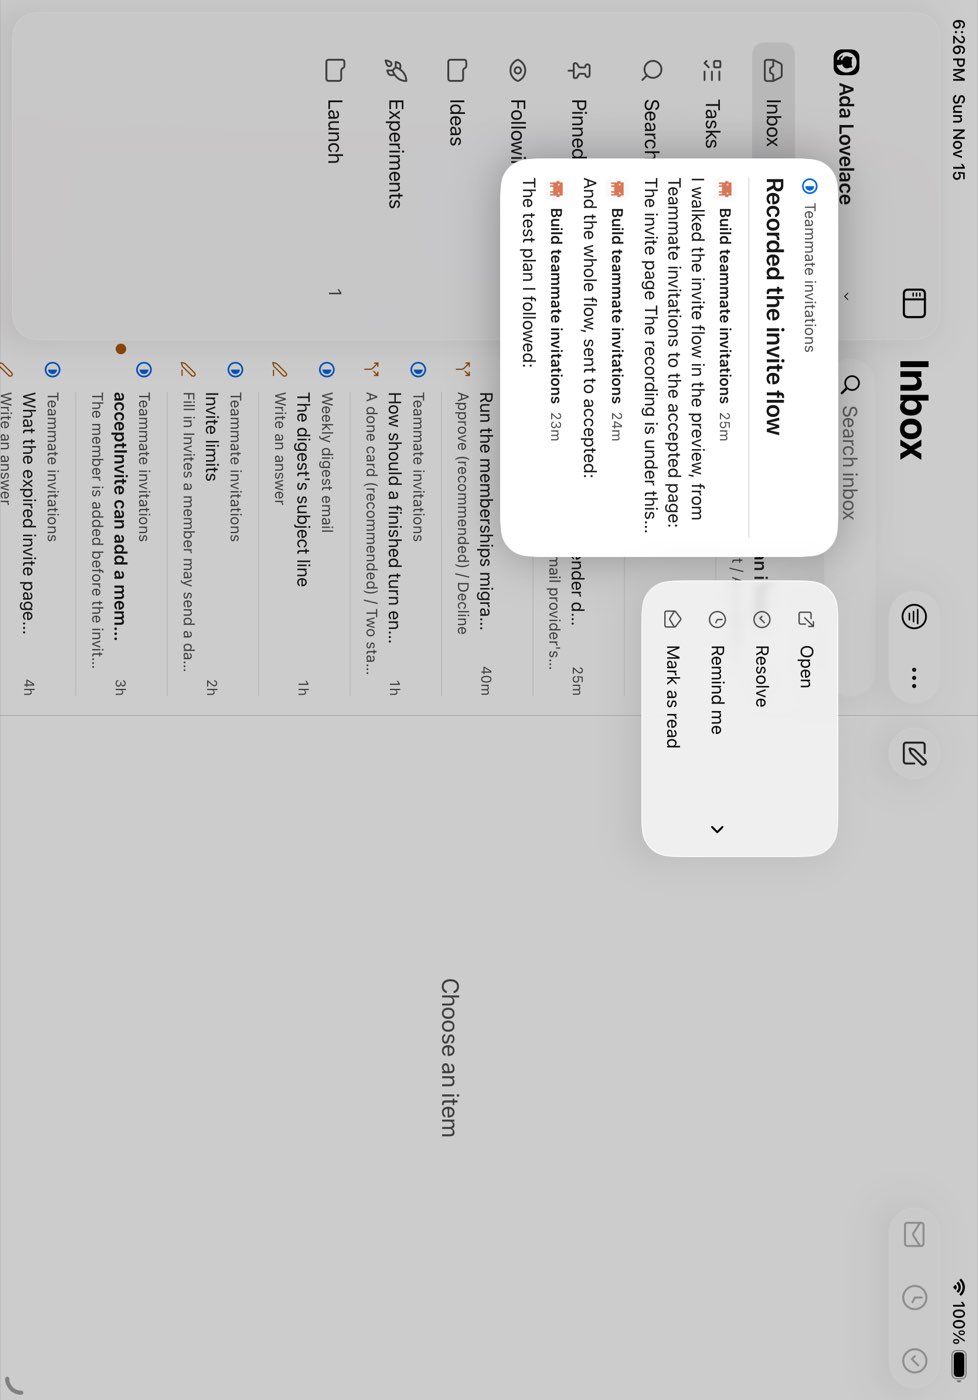 6:26 PM Sun Nov 15
100%
Ada Lovelace
Inbox
Tasks
Search
Pinned
Ideas
Experiments
Launch 1
Inbox
Search inbox
Teammate invitations
Recorded the invite flow
Build teammate invitations 25m
I walked the invite flow in the preview, from
Teammate invitations to the accepted page:
The invite page The recording is under this...
Build teammate invitations 24m
And the whole flow, sent to accepted:
Build teammate invitations 23m
The test plan I followed:
Open
Resolve
Remind me
Mark as read
25m
mail provider's...
Run the memberships migra... 40m
Approve (recommended) / Decline
Teammate invitations
How should a finished turn en... 1h
A done card (recommended) / Two sta...
Weekly digest email
The digest's subject line 1h
Write an answer
Teammate invitations
Invite limits 2h
Fill in Invites a member may send a da...
Teammate invitations
acceptInvite can add a mem... 3h
The member is added before the invit...
Teammate invitations
What the expired invite page... 4h
Write an answer
Choose an item